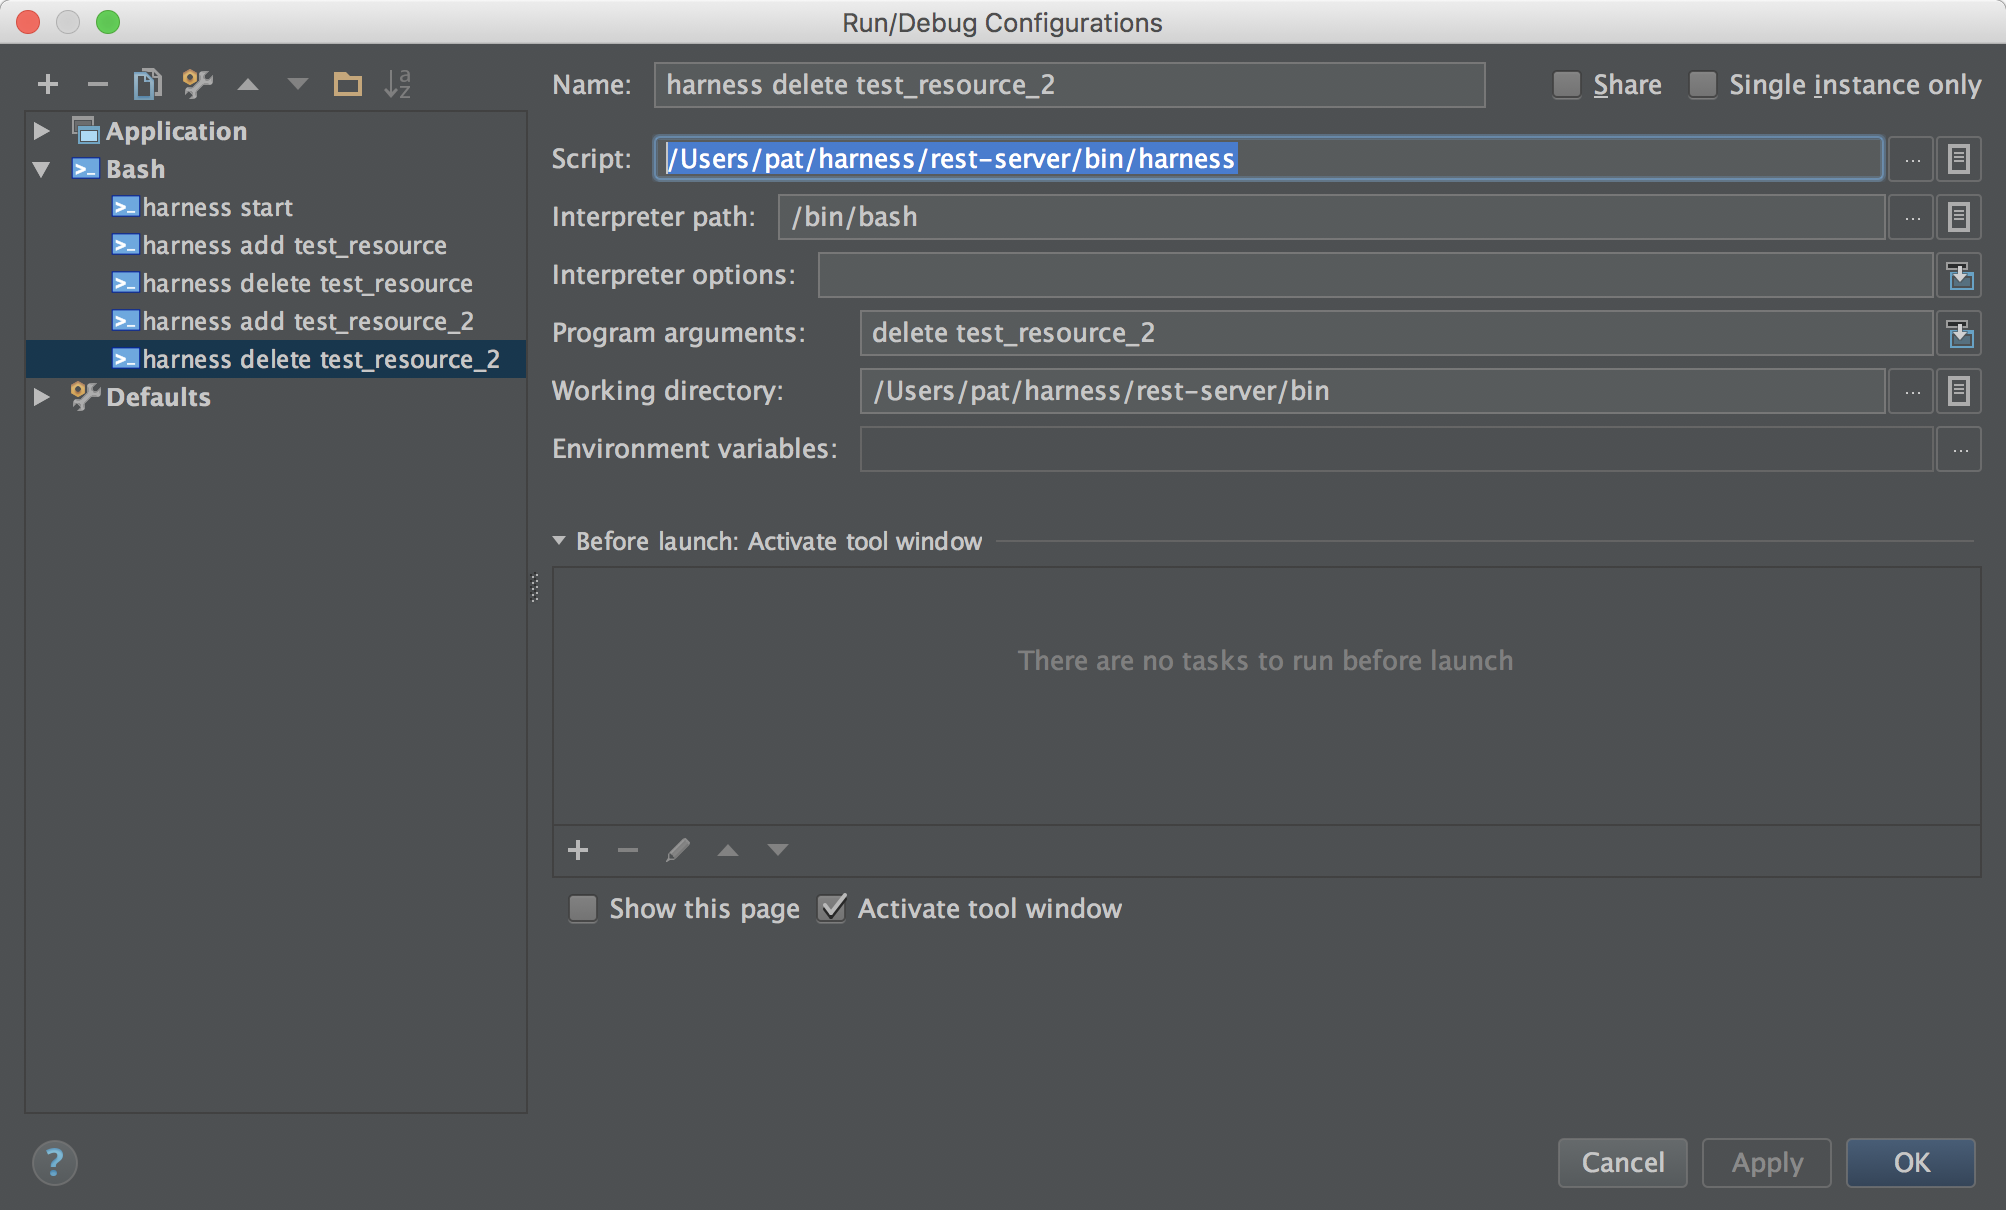 Run/Debug Configurations
Application
Bash
harness start
harness add test_resource
harness delete test_resource
harness add test_resource_2
harness delete test_resource_2
Defaults
Name: harness delete test_resource_2 Share Single instance only
Script: /Users/pat/harness/rest-server/bin/harness ...
Interpreter path: /bin/bash ...
Interpreter options:
Program arguments: delete test_resource_2
Working directory: /Users/pat/harness/rest-server/bin ...
Environment variables: ...
Before launch: Activate tool window
There are no tasks to run before launch
Show this page Activate tool window
? Cancel Apply OK